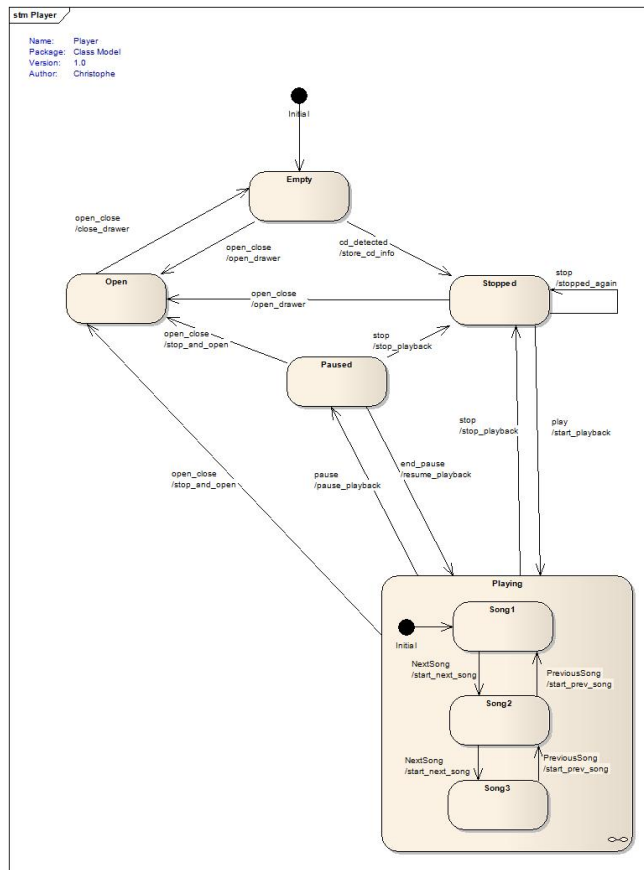 stm Player
Name: Player
Package: Class Model
Version: 1.0
Author: Christophe
Initial
Empty
open_close
/close_drawer
open_close
/open_drawer
cd_detected
/store_cd_info
Open
Stopped
stop
/stopped_again
open_close
/open_drawer
open_close
/stop_and_open
stop
/stop_playback
Paused
stop
/stop_playback
play
/start_playback
open_close
/stop_and_open
pause
/pause_playback
end_pause
/resume_playback
Playing
Song1
Initial
NextSong
/start_next_song
PreviousSong
/start_prev_song
Song2
NextSong
/start_next_song
PreviousSong
/start_prev_song
Song3